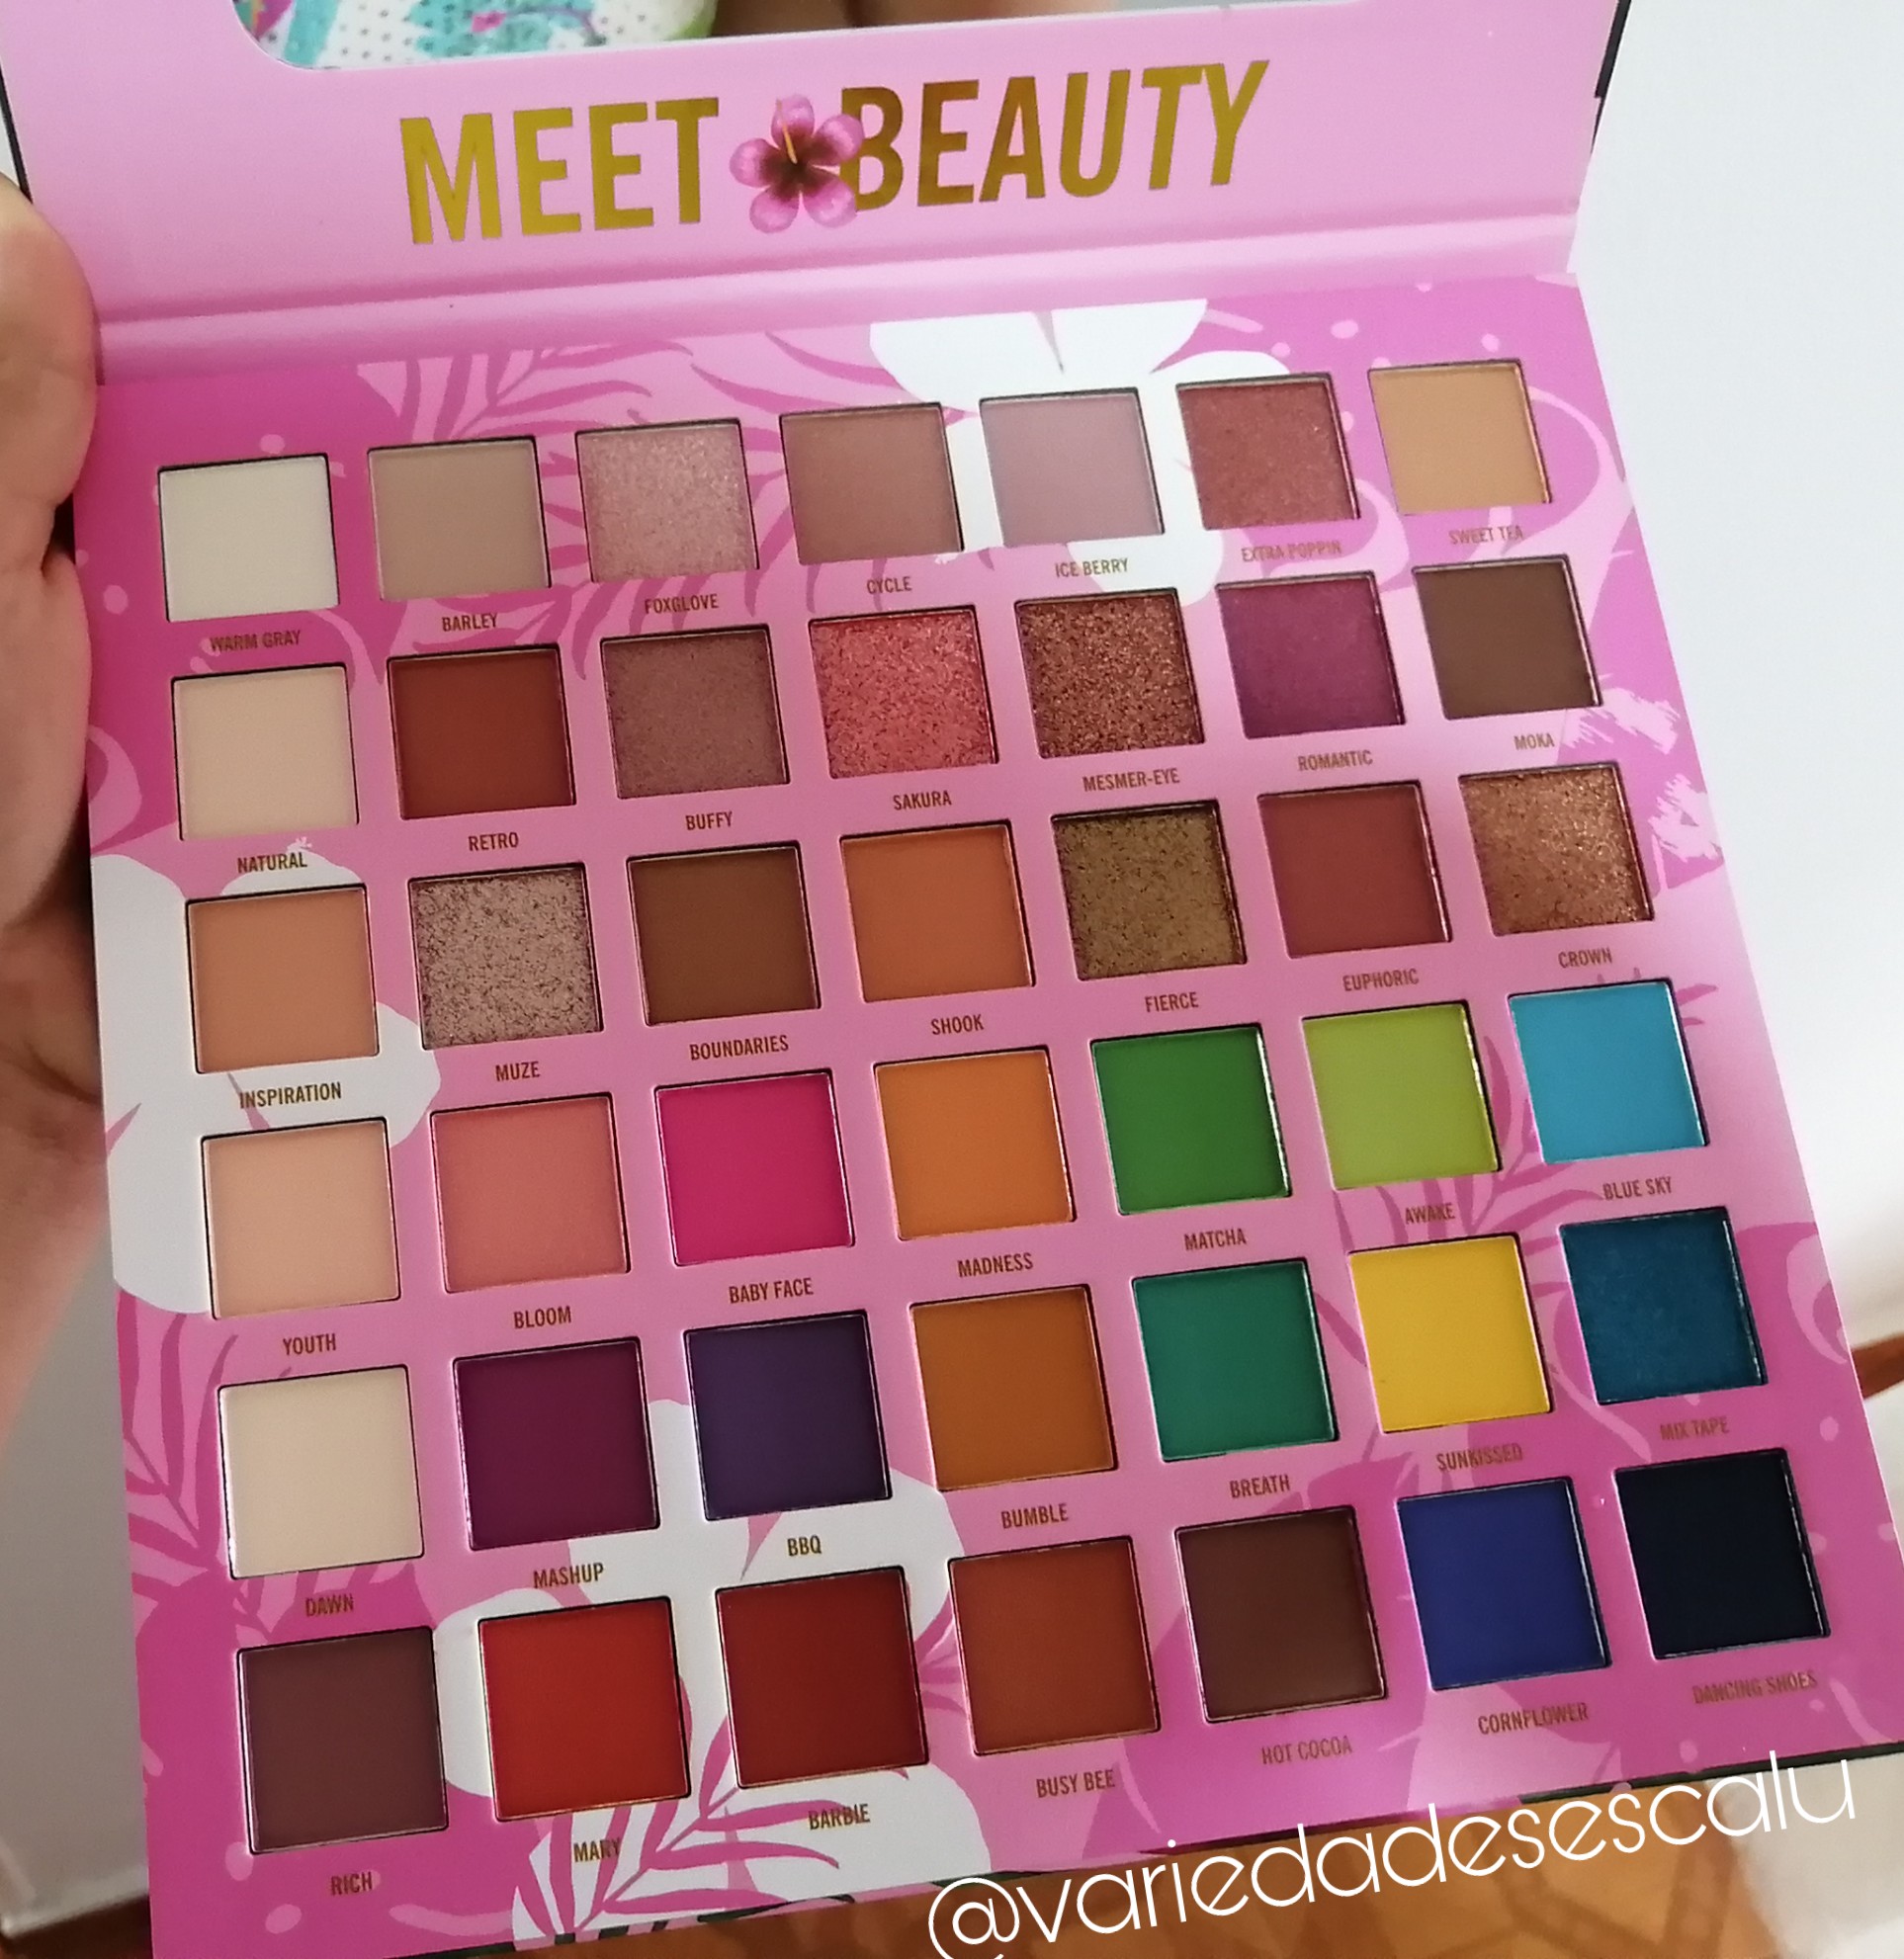 MEET BEAUTY
WARM GRAY BARLEY FOXGLOVE CYCLE ICE BERRY EXTRA POPPIN SWEET TEA
NATURAL RETRO BUFFY SAKURA MESMER-EYE ROMANTIC MOKA
INSPIRATION MUZE BOUNDARIES SHOOK FIERCE EUPHORIC CROWN
YOUTH BLOOM BABY FACE MADNESS MATCHA AWAKE BLUE SKY
DAWN MASHUP BBQ BUMBLE BREATH SUNKISSED MIX TAPE
RICH MARY BARBIE BUSY BEE HOT COCOA CORNFLOWER DANCING SHOES
@variedadesescalu